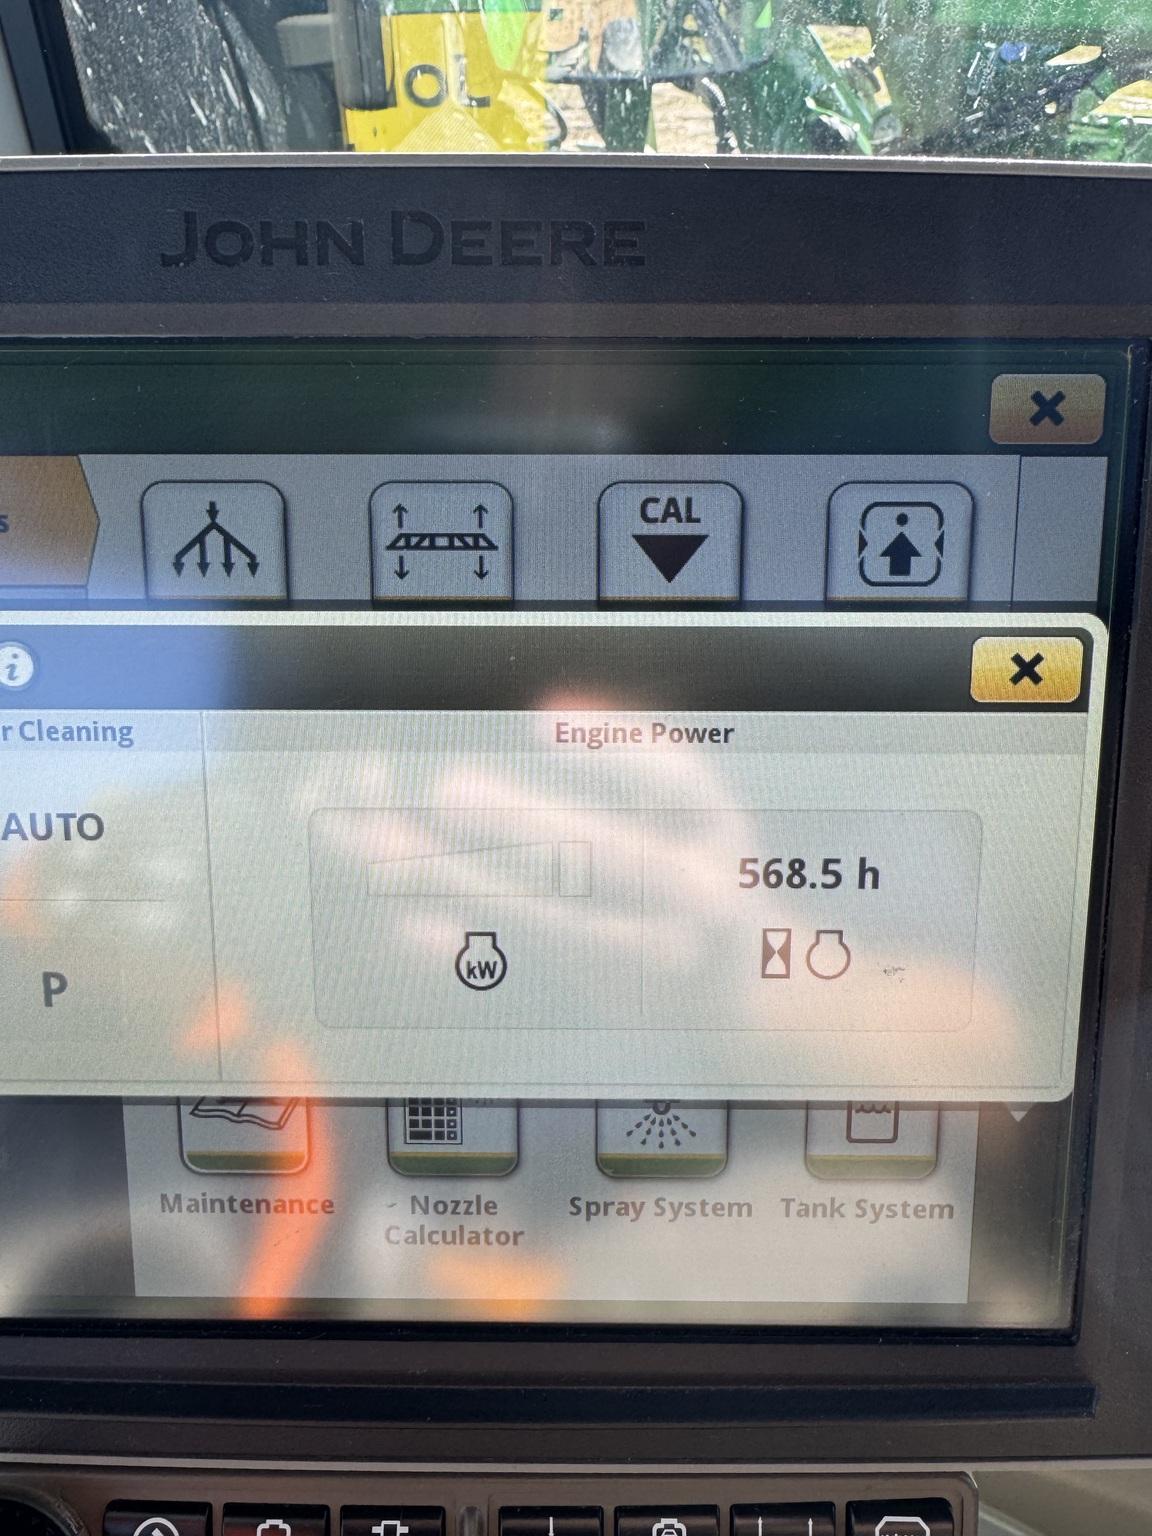 JOHN DEERE
s
CAL
i
r Cleaning
Engine Power
AUTO
568.5 h
kW
P
Maintenance
Nozzle
Calculator
Spray System
Tank System